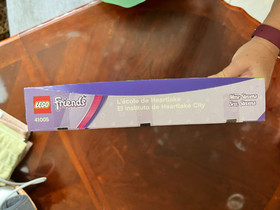 LEGO
Friends
41005
L'école de Heartlake
El Instituto de Heartlake City